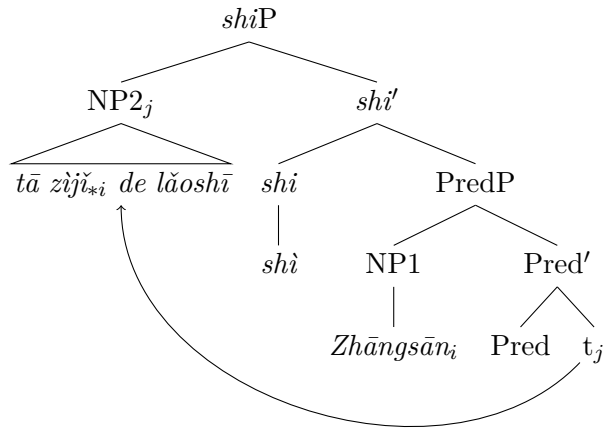 shiP
NP2j shi′
tā zìjǐ*i de lǎoshī shi PredP
shì NP1 Pred′
Zhāngsāni Pred tj